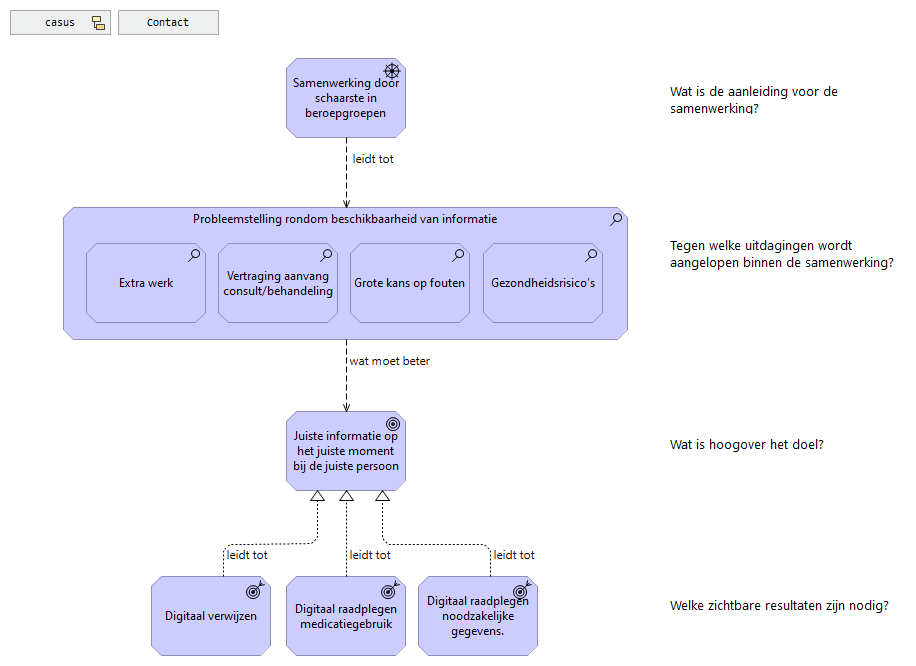 casus
Contact
Samenwerking door
schaarste in
beroepgroepen
Wat is de aanleiding voor de
samenwerking?
leidt tot
Probleemstelling rondom beschikbaarheid van informatie
Extra werk
Vertraging aanvang
consult/behandeling
Grote kans op fouten
Gezondheidsrisico's
Tegen welke uitdagingen wordt
aangelopen binnen de samenwerking?
wat moet beter
Juiste informatie op
het juiste moment
bij de juiste persoon
Wat is hoogover het doel?
leidt tot
leidt tot
leidt tot
Digitaal verwijzen
Digitaal raadplegen
medicatiegebruik
Digitaal raadplegen
noodzakelijke
gegevens.
Welke zichtbare resultaten zijn nodig?